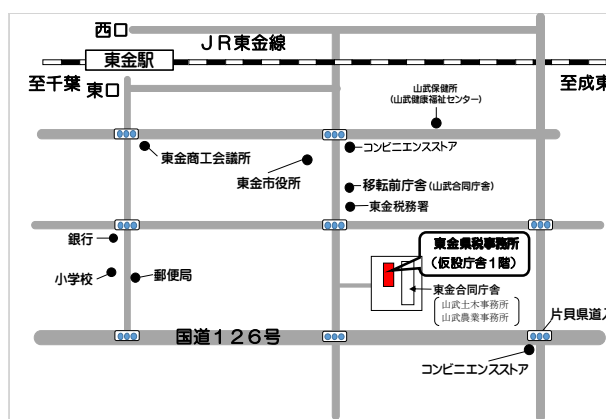 西口
JR東金線
東金駅
至千葉
東口
至成東
山武保健所
(山武健康福祉センター)
東金商工会議所
コンビニエンスストア
東金市役所
移転前庁舎(山武合同庁舎)
東金税務署
銀行
東金県税事務所
(仮設庁舎1階)
小学校
郵便局
東金合同庁舎
山武土木事務所
山武農業事務所
国道126号
片貝県道入
コンビニエンスストア